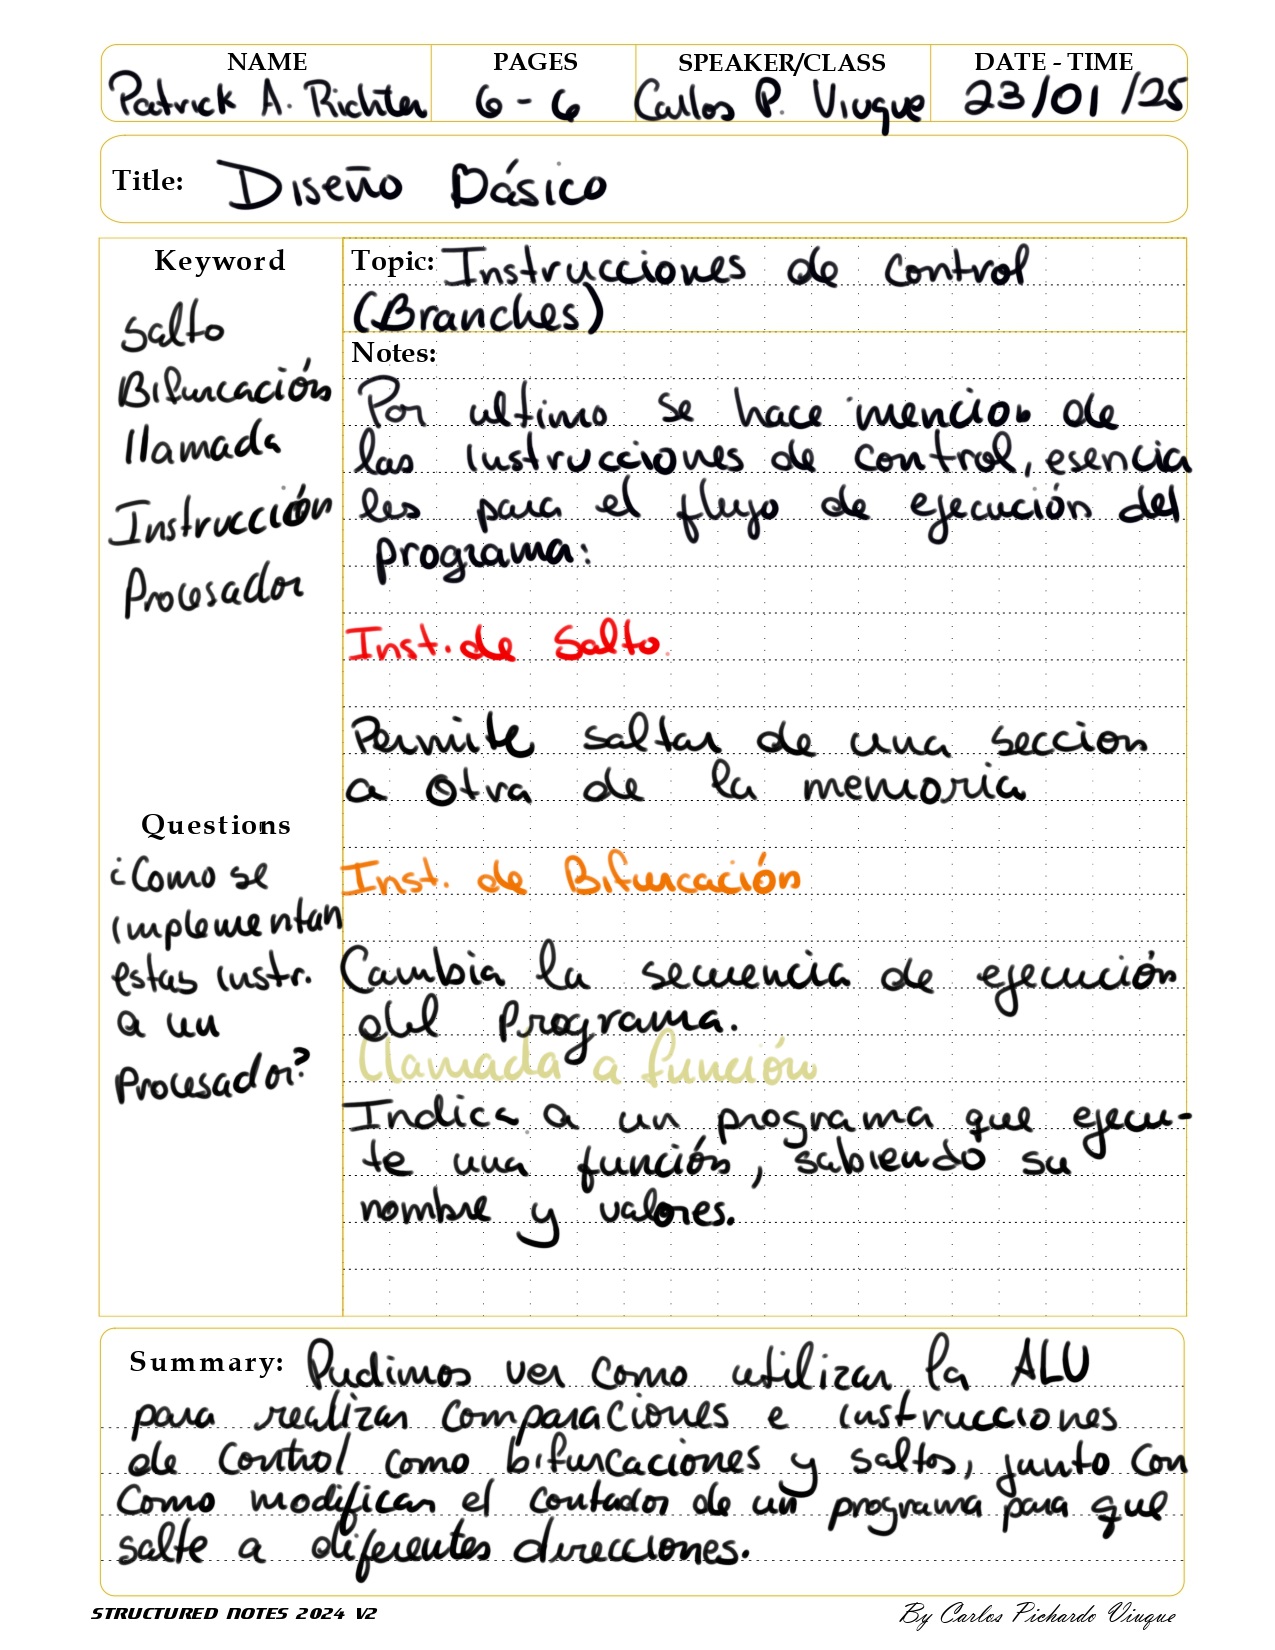 NAME PAGES SPEAKER/CLASS DATE - TIME
Patrick A. Richter 6 - 6 Carlos P. Viuque 23/01/25
Title: Diseño Básico
Keyword
Salto
Bifurcación
llamada
Instrucción
Procesador
Questions
¿Como se
implementan
estas instr.
a un
Procesador?
Topic: Instrucciones de control
(Branches)
Notes:
Por ultimo se hace mencion de
las instrucciones de control, esencia
les para el flujo de ejecución del
programa:
Inst. de Salto.
Permite saltar de una seccion
a otra de la memoria
Inst. de Bifurcación
Cambia la secuencia de ejecución
del Programa.
Llamada a función
Indica a un programa que ejecu-
te una función, sabiendo su
nombre y valores.
Summary: Pudimos ver como utilizar la ALU
para realizar comparaciones e instrucciones
de control como bifurcaciones y saltos, junto con
como modifican el contador de un programa para que
salte a diferentes direcciones.
STRUCTURED NOTES 2024 V2 By Carlos Pichardo Viuque